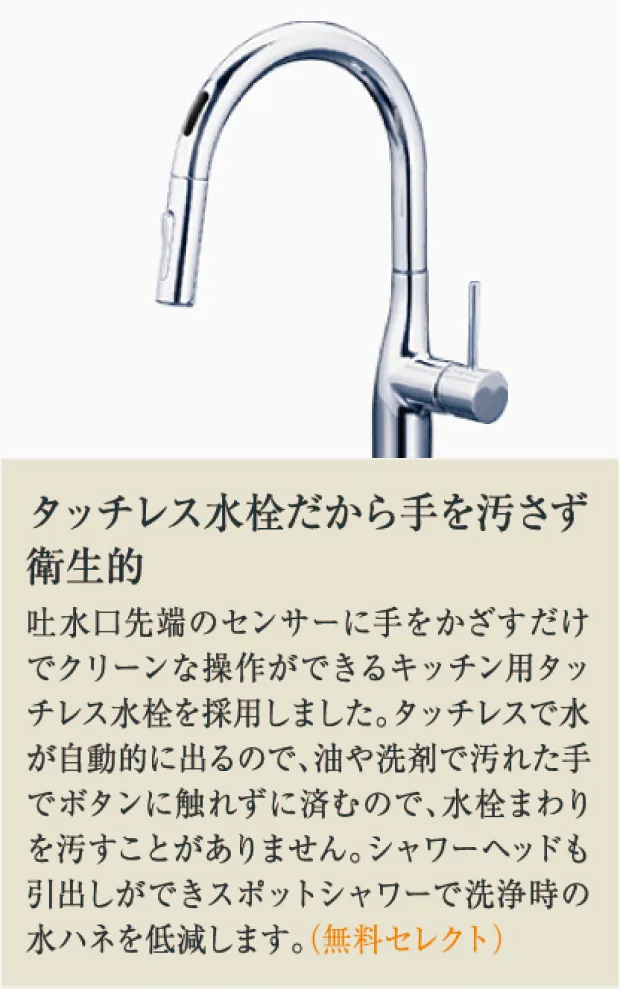 タッチレス水栓だから手を汚さず
衛生的
吐水口先端のセンサーに手をかざすだけ
でクリーンな操作ができるキッチン用タッ
チレス水栓を採用しました。タッチレスで水
が自動的に出るので、油や洗剤で汚れた手
でボタンに触れずに済むので、水栓まわり
を汚すことがありません。シャワーヘッドも
引出しができスポットシャワーで洗浄時の
水ハネを低減します。（無料セレクト）